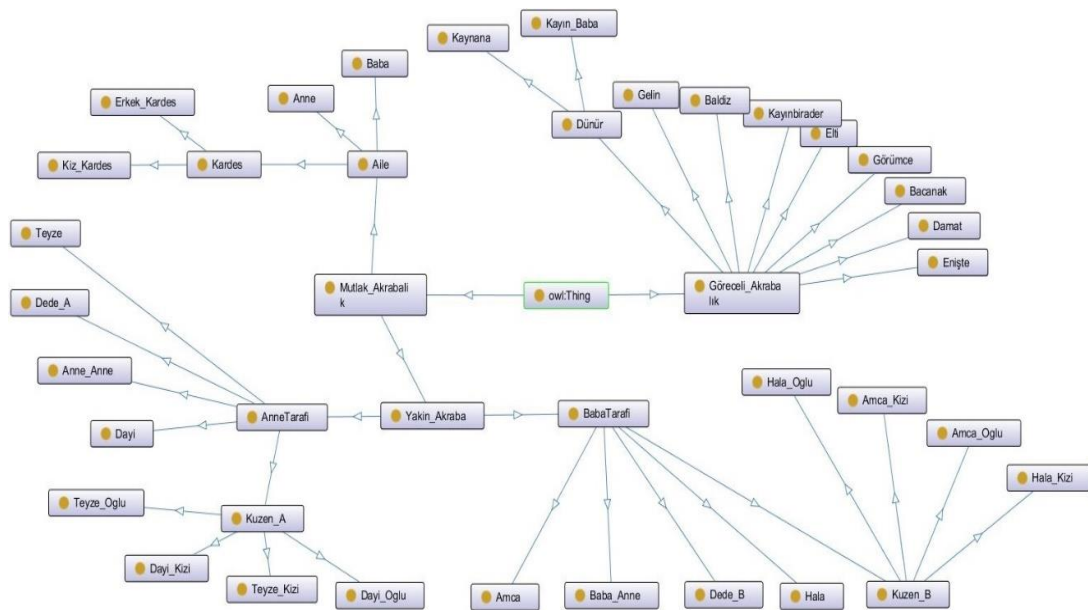 Kayın_Baba
Kaynana
Baba
Erkek_Kardes
Anne
Gelin
Baldiz
Kayınbirader
Dünür
Elti
Kiz_Kardes
Kardes
Aile
Görümce
Bacanak
Damat
Teyze
Enişte
Mutlak_Akrabali
k
owl:Thing
Göreceli_Akraba
lık
Dede_A
Anne_Anne
Hala_Oglu
Amca_Kizi
AnneTarafi
Yakin_Akraba
BabaTarafi
Dayi
Amca_Oglu
Hala_Kizi
Teyze_Oglu
Kuzen_A
Dayi_Kizi
Teyze_Kizi
Dayi_Oglu
Amca
Baba_Anne
Dede_B
Hala
Kuzen_B